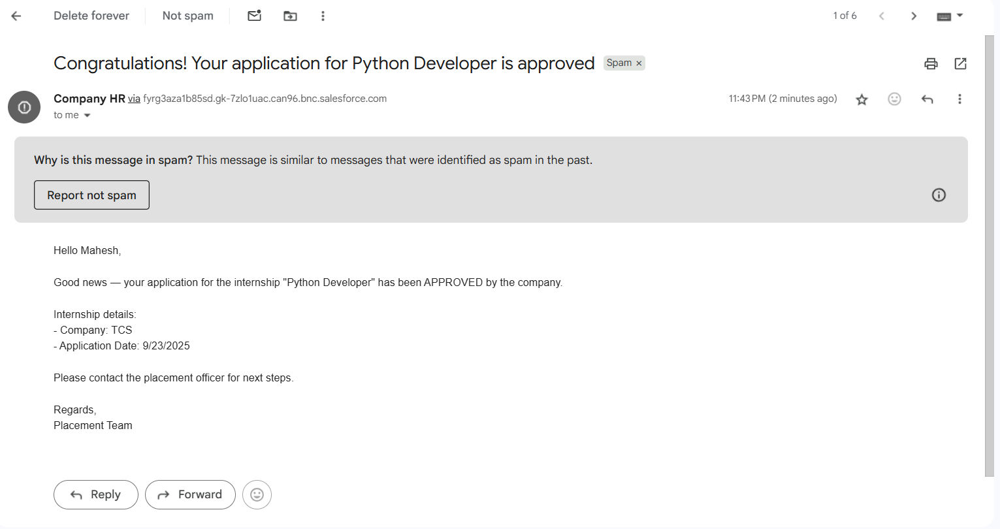 Delete forever
Not spam
1 of 6
Congratulations! Your application for Python Developer is approved
Spam ×
Company HR via fyrg3aza1b85sd.gk-7zlo1uac.can96.bnc.salesforce.com
11:43 PM (2 minutes ago)
to me
Why is this message in spam? This message is similar to messages that were identified as spam in the past.
Report not spam
Hello Mahesh,
Good news — your application for the internship "Python Developer" has been APPROVED by the company.
Internship details:
- Company: TCS
- Application Date: 9/23/2025
Please contact the placement officer for next steps.
Regards,
Placement Team
Reply
Forward